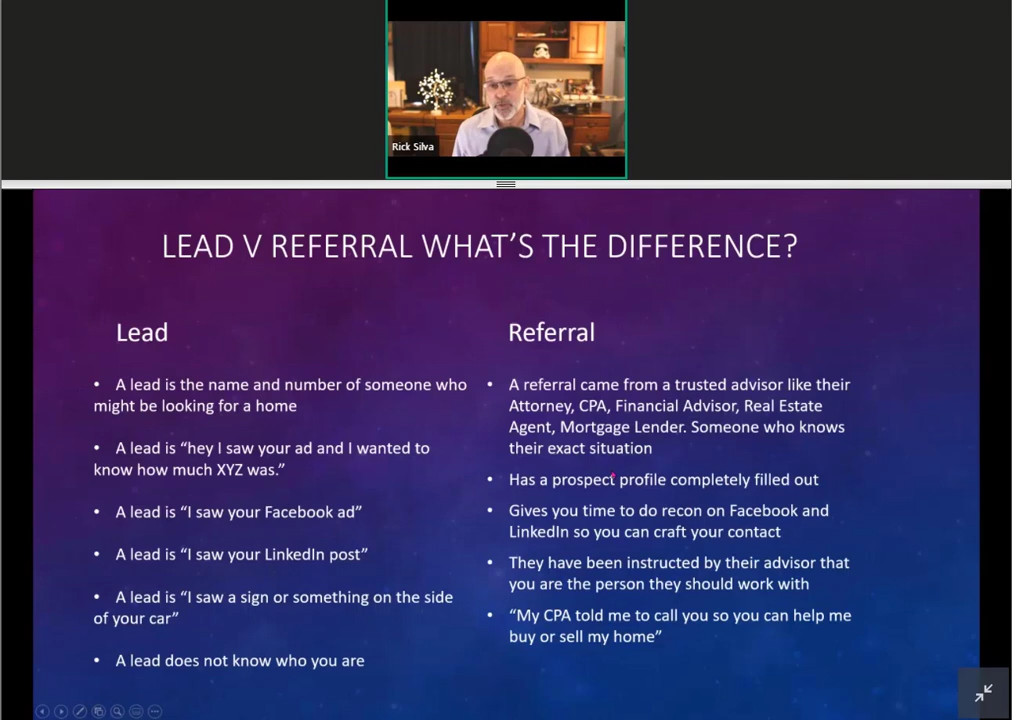 Rick Silva
LEAD V REFERRAL WHAT'S THE DIFFERENCE?
Lead
• A lead is the name and number of someone who
might be looking for a home
• A lead is “hey I saw your ad and I wanted to
know how much XYZ was.”
• A lead is “I saw your Facebook ad”
• A lead is “I saw your LinkedIn post”
• A lead is “I saw a sign or something on the side
of your car”
• A lead does not know who you are
Referral
• A referral came from a trusted advisor like their
Attorney, CPA, Financial Advisor, Real Estate
Agent, Mortgage Lender. Someone who knows
their exact situation
• Has a prospect profile completely filled out
• Gives you time to do recon on Facebook and
LinkedIn so you can craft your contact
• They have been instructed by their advisor that
you are the person they should work with
• “My CPA told me to call you so you can help me
buy or sell my home”